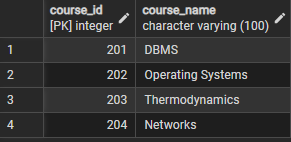 course_id course_name
[PK] integer character varying (100)
1 201 DBMS
2 202 Operating Systems
3 203 Thermodynamics
4 204 Networks